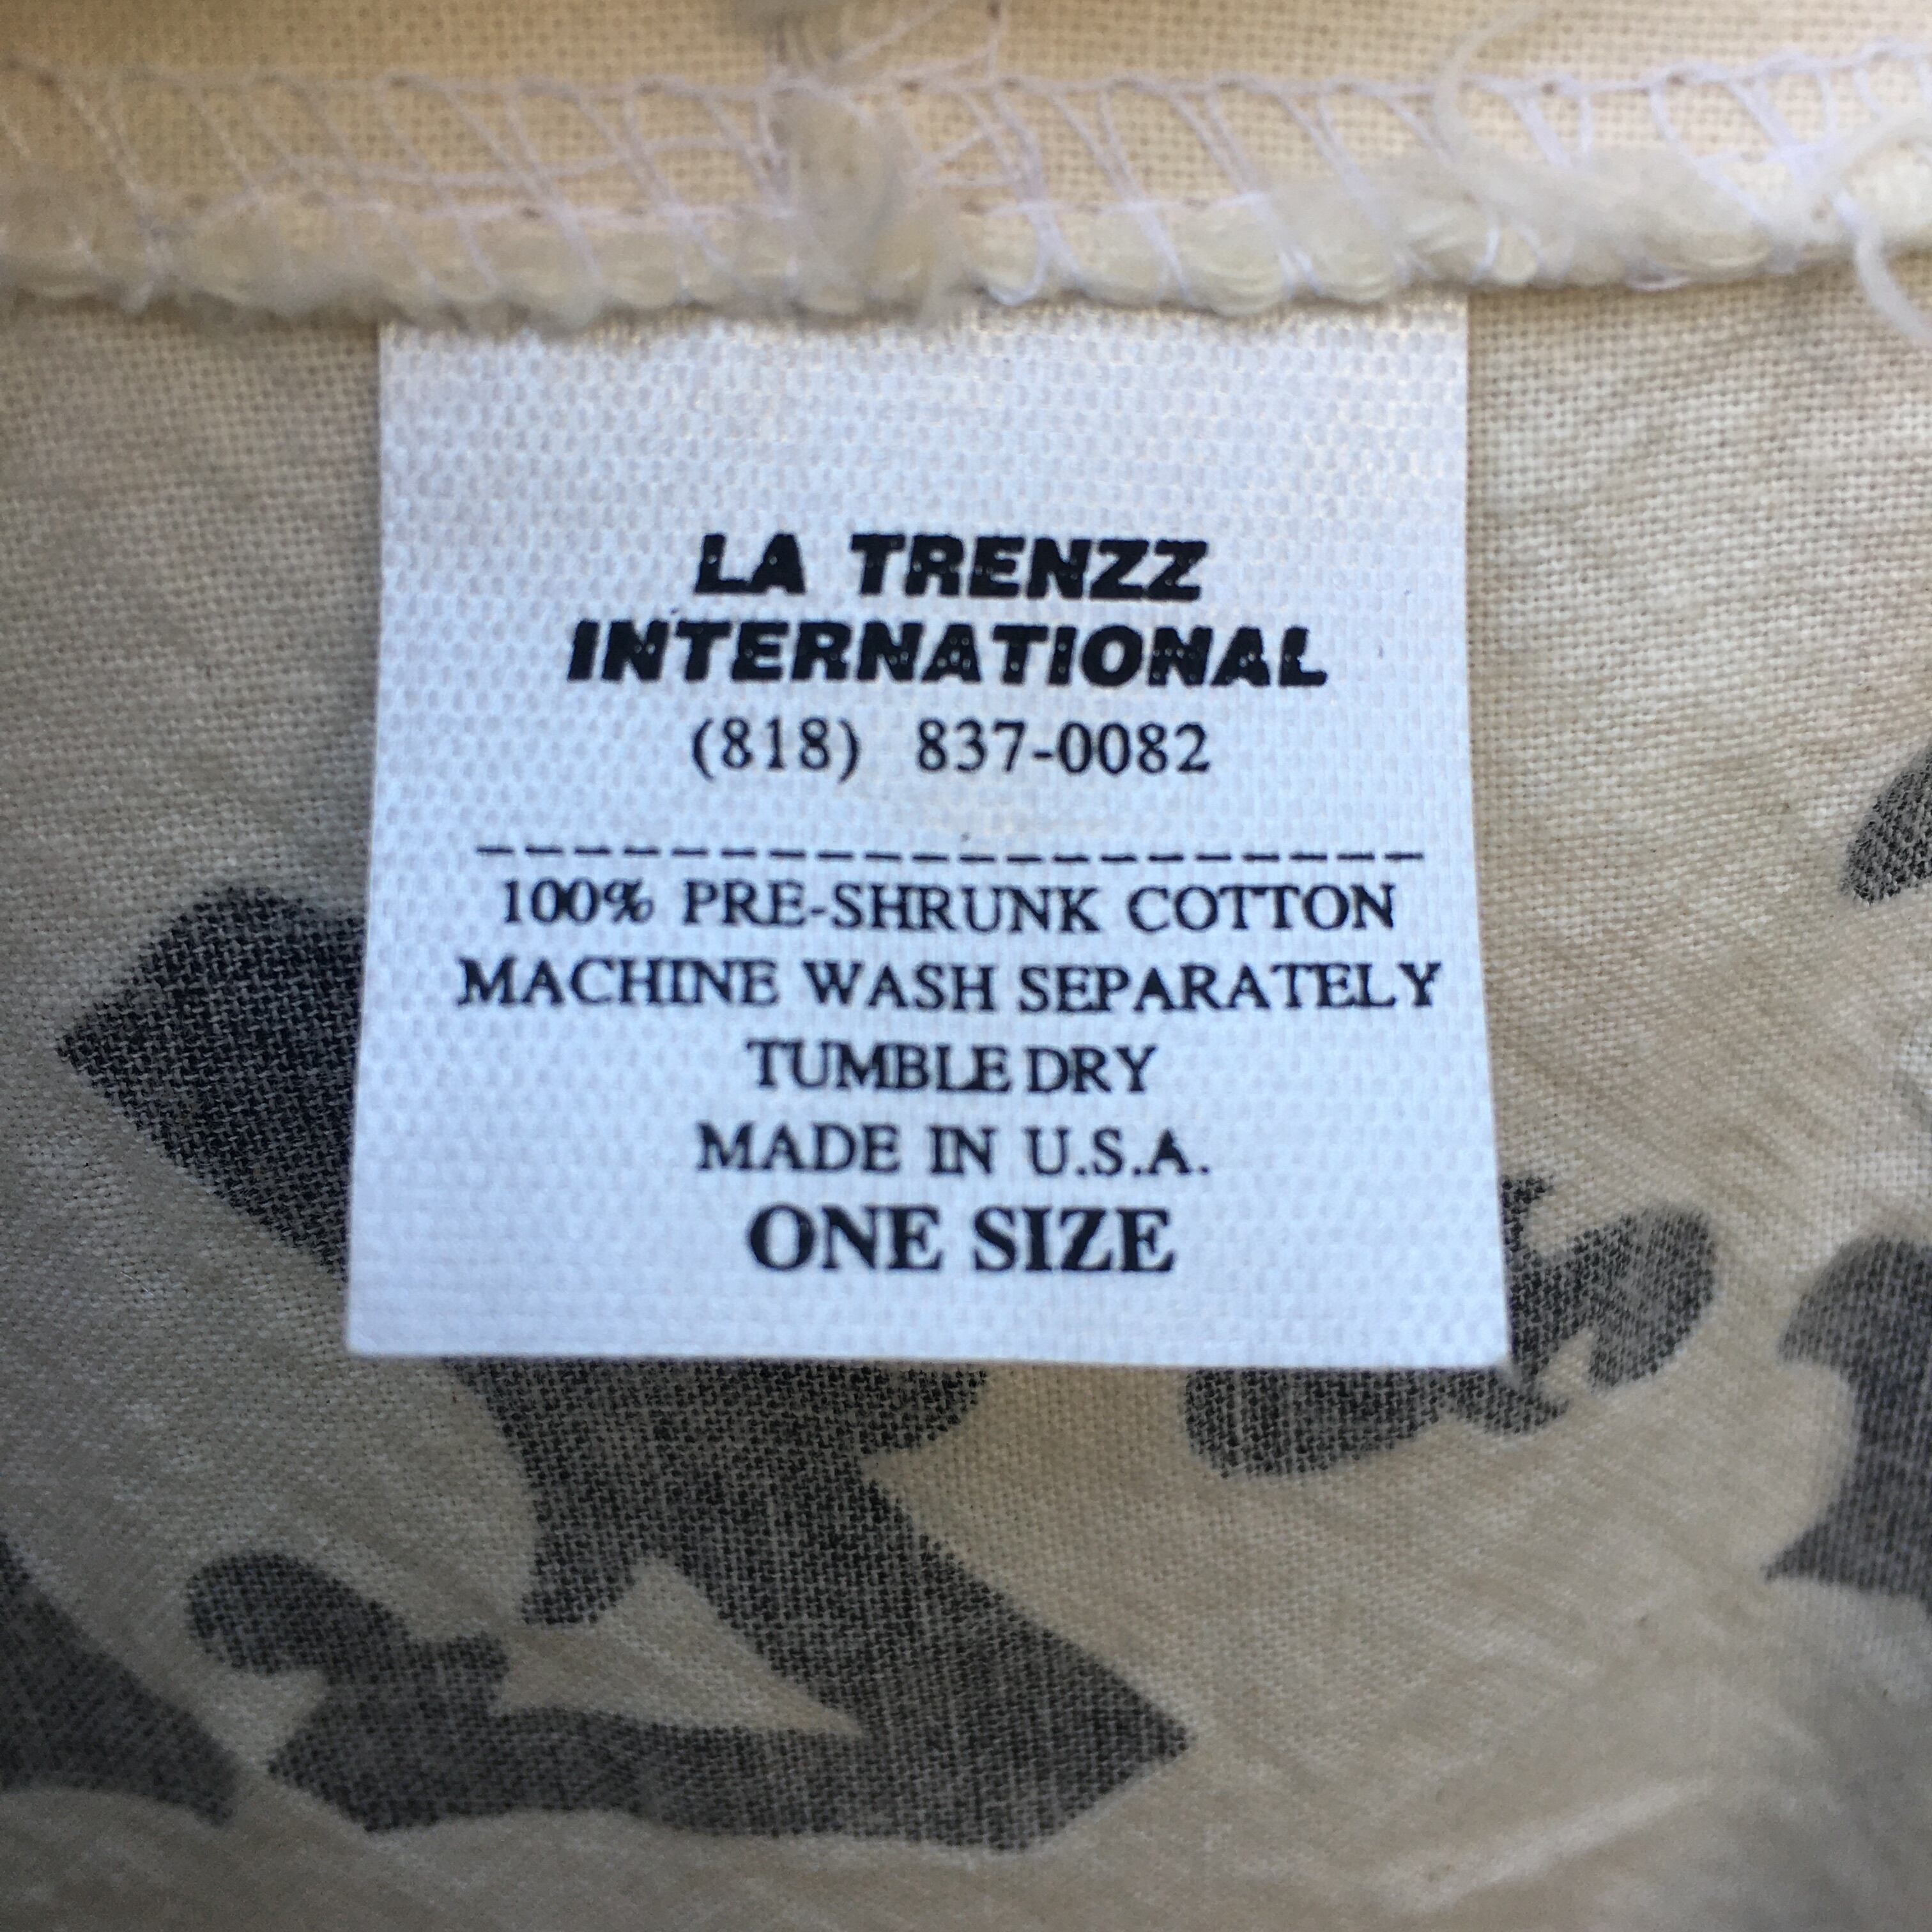 LA TRENZZ
INTERNATIONAL
(818) 837-0082
----------------------
100% PRE-SHRUNK COTTON
MACHINE WASH SEPARATELY
TUMBLE DRY
MADE IN U.S.A.
ONE SIZE